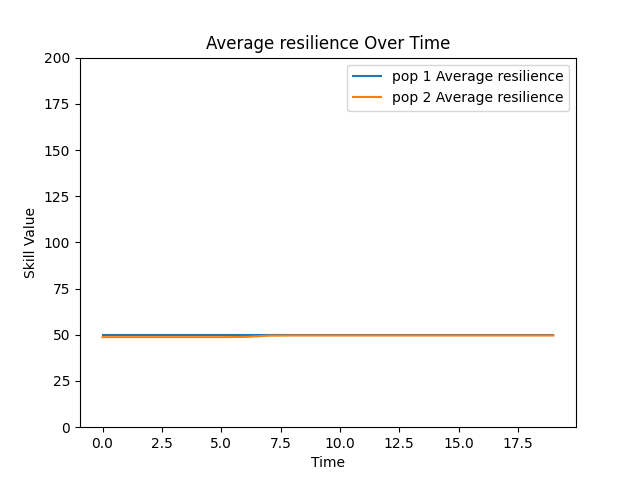 Average resilience Over Time
200
175
150
125
100
75
50
25
0
Skill Value
pop 1 Average resilience
pop 2 Average resilience
0.0 2.5 5.0 7.5 10.0 12.5 15.0 17.5
Time